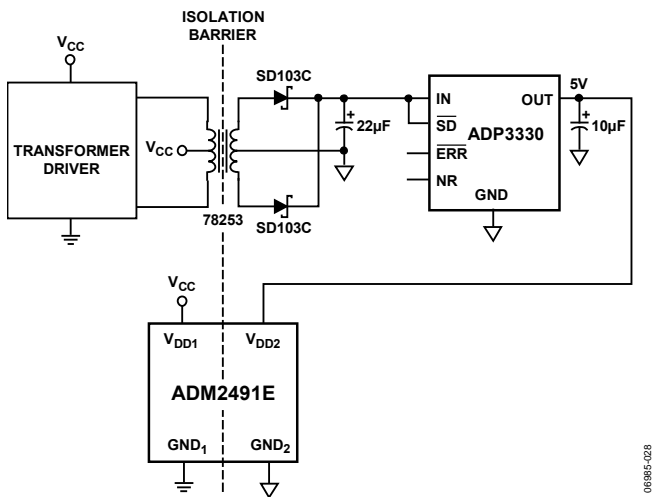 ISOLATION
BARRIER
VCC
SD103C
TRANSFORMER
DRIVER
VCC
78253
SD103C
22µF
+
IN
OUT
SD
ADP3330
ERR
NR
GND
5V
+
10µF
VCC
VDD1
VDD2
ADM2491E
GND1
GND2
06985-028